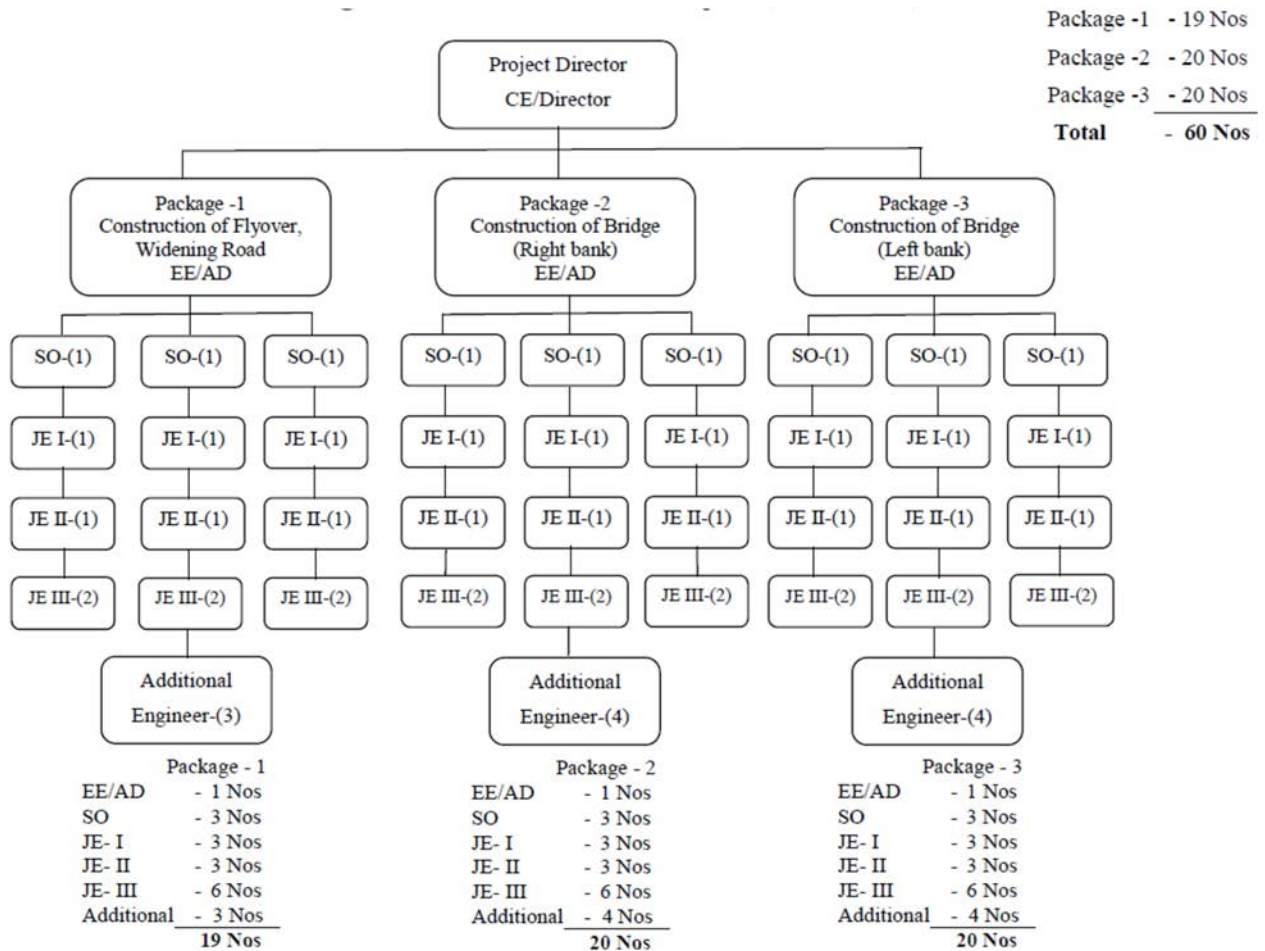 Package -1 - 19 Nos
Package -2 - 20 Nos
Package -3 - 20 Nos
Total - 60 Nos
Project Director
CE/Director
Package -1
Construction of Flyover,
Widening Road
EE/AD
Package -2
Construction of Bridge
(Right bank)
EE/AD
Package -3
Construction of Bridge
(Left bank)
EE/AD
SO-(1) SO-(1) SO-(1) SO-(1) SO-(1) SO-(1) SO-(1) SO-(1) SO-(1)
JE I-(1) JE I-(1) JE I-(1) JE I-(1) JE I-(1) JE I-(1) JE I-(1) JE I-(1) JE I-(1)
JE II-(1) JE II-(1) JE II-(1) JE II-(1) JE II-(1) JE II-(1) JE II-(1) JE II-(1) JE II-(1)
JE III-(2) JE III-(2) JE III-(2) JE III-(2) JE III-(2) JE III-(2) JE III-(2) JE III-(2) JE III-(2)
Additional
Engineer-(3)
Additional
Engineer-(4)
Additional
Engineer-(4)
Package - 1
EE/AD - 1 Nos
SO - 3 Nos
JE- I - 3 Nos
JE- II - 3 Nos
JE- III - 6 Nos
Additional - 3 Nos
19 Nos
Package - 2
EE/AD - 1 Nos
SO - 3 Nos
JE- I - 3 Nos
JE- II - 3 Nos
JE- III - 6 Nos
Additional - 4 Nos
20 Nos
Package - 3
EE/AD - 1 Nos
SO - 3 Nos
JE- I - 3 Nos
JE- II - 3 Nos
JE- III - 6 Nos
Additional - 4 Nos
20 Nos